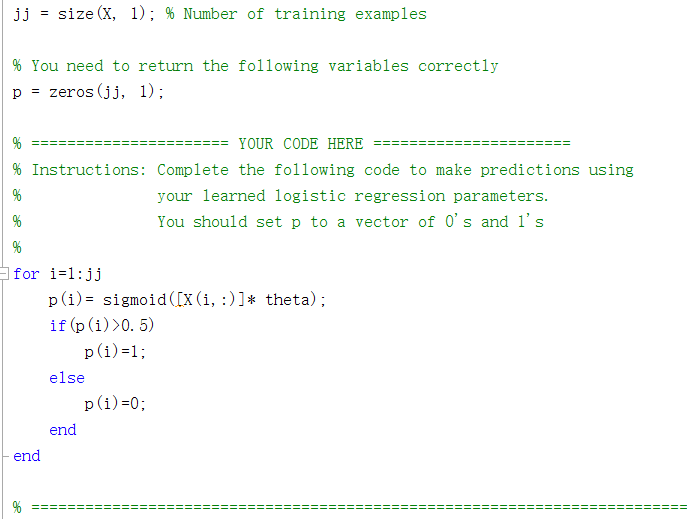 jj = size(X, 1); % Number of training examples
% You need to return the following variables correctly
p = zeros(jj, 1);
% ====================== YOUR CODE HERE ======================
% Instructions: Complete the following code to make predictions using
%               your learned logistic regression parameters.
%               You should set p to a vector of 0's and 1's
%
for i=1:jj
    p(i)= sigmoid([X(i,:)]* theta);
    if(p(i)>0.5)
        p(i)=1;
    else
        p(i)=0;
    end
end
% =========================================================================